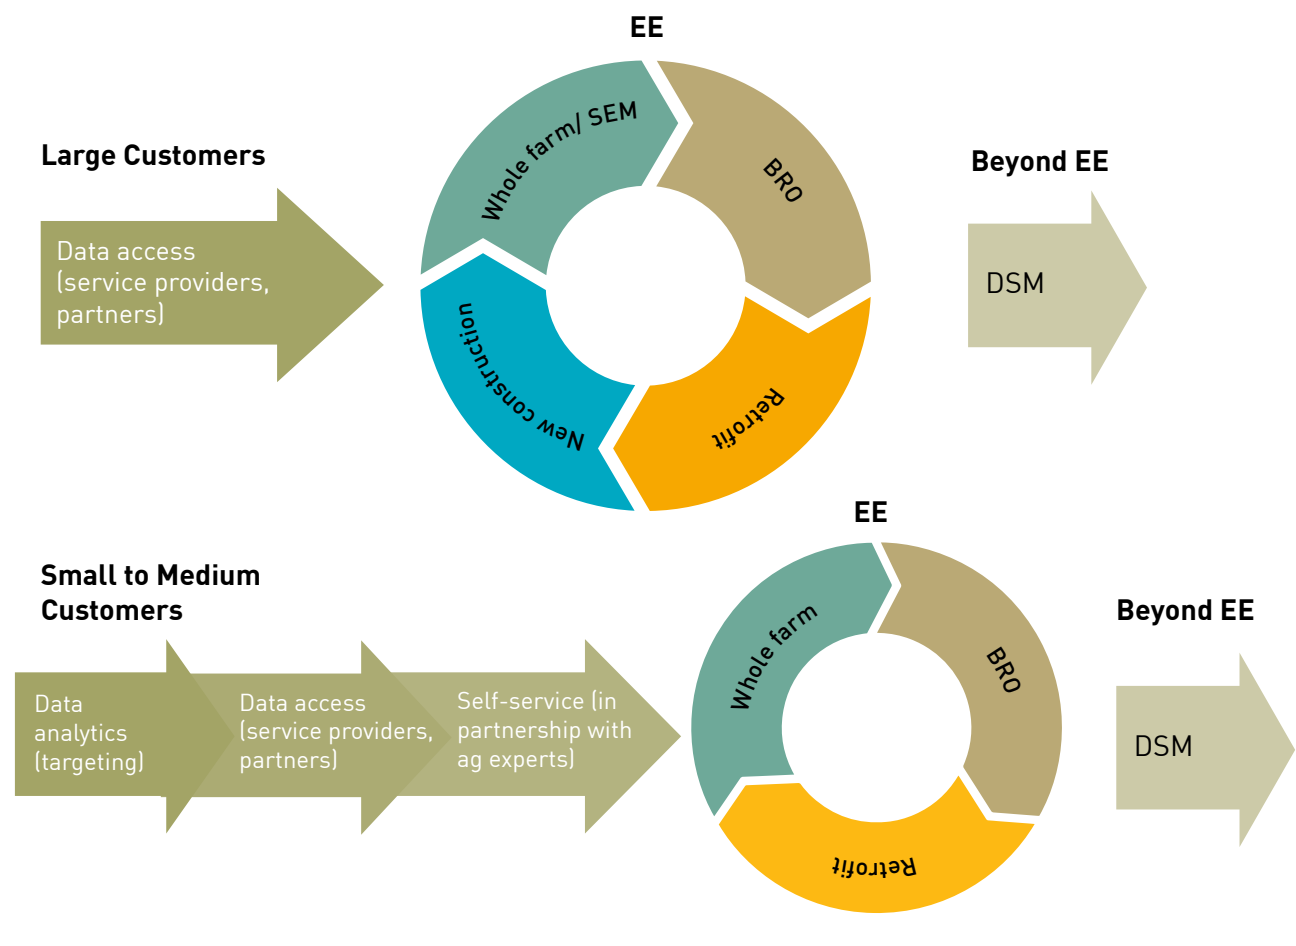 EE
Large Customers
Data access
(service providers,
partners)
Whole farm/ SEM
BRO
Retrofit
New construction
Beyond EE
DSM
Small to Medium
Customers
Data
analytics
(targeting)
Data access
(service providers,
partners)
Self-service (in
partnership with
ag experts)
EE
Whole farm
BRO
Retrofit
Beyond EE
DSM